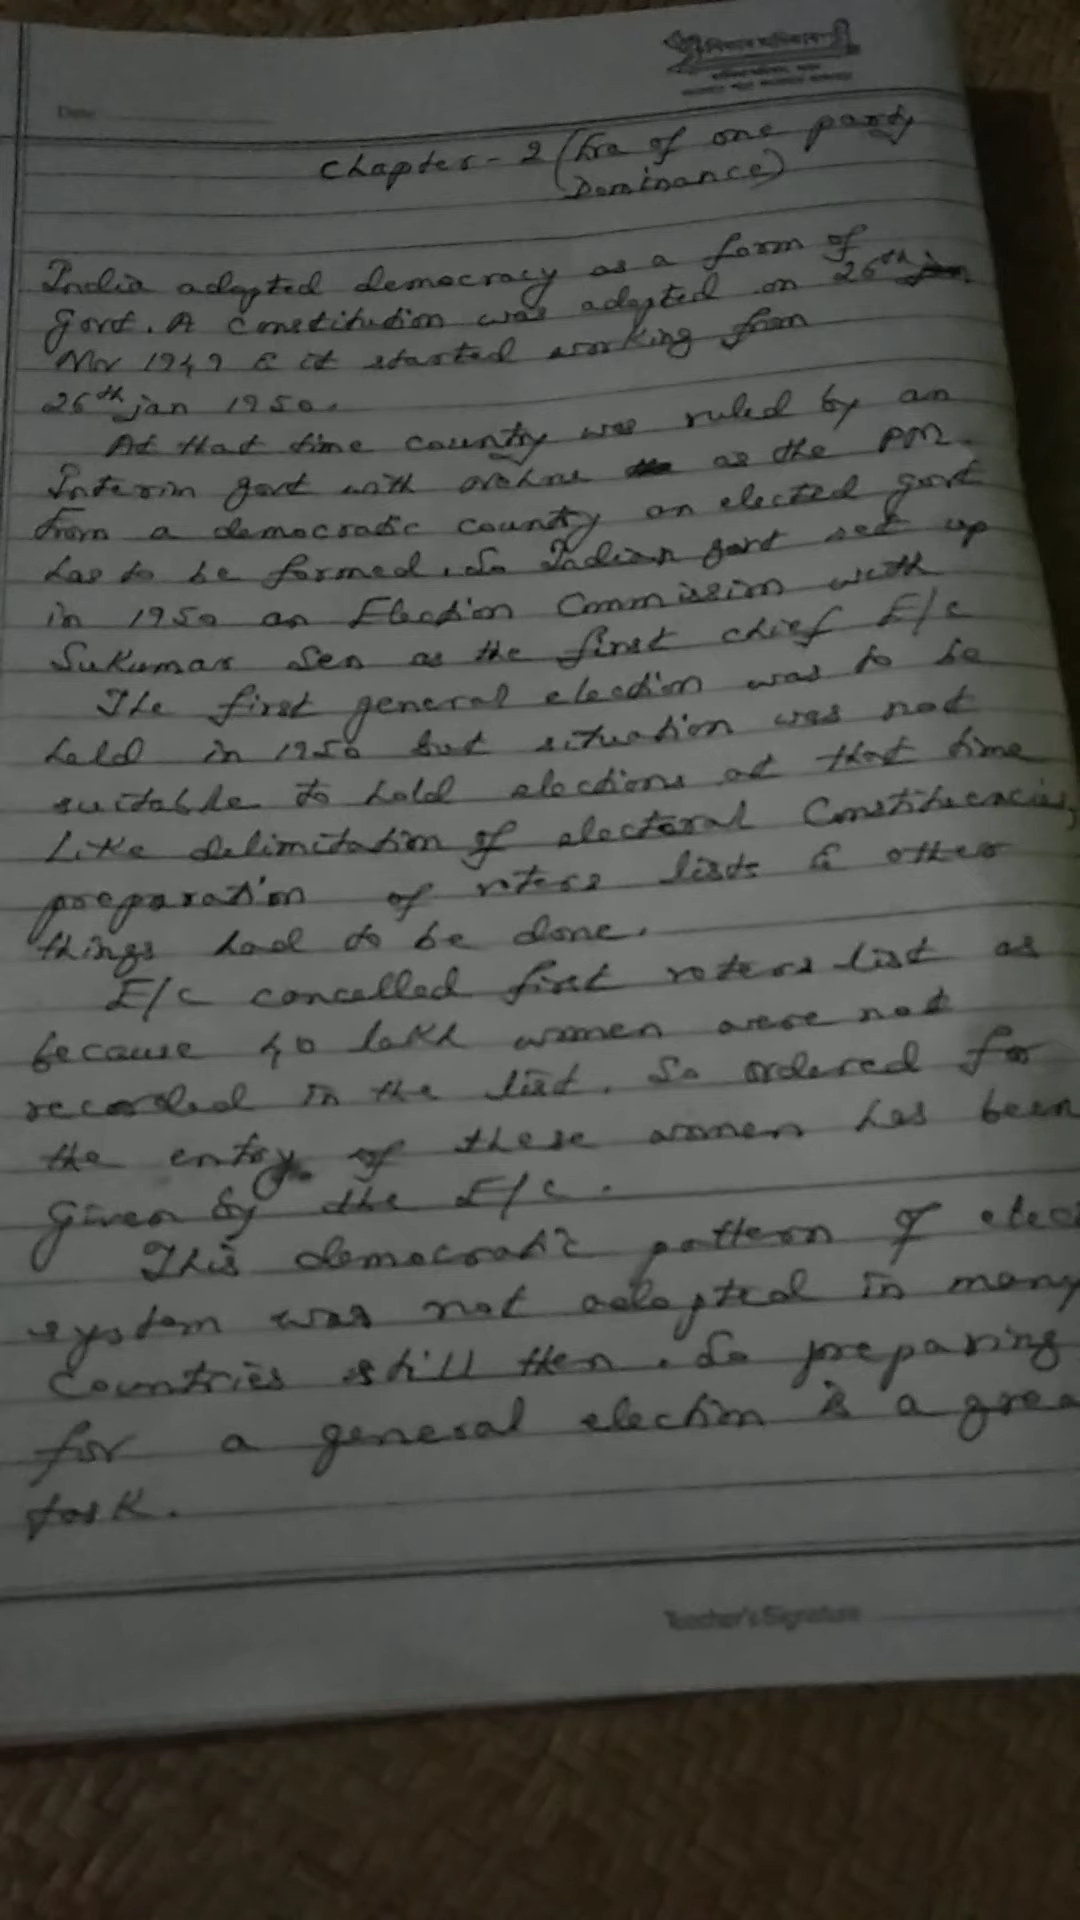 Date
Chapter - 2 (Era of one party
Dominance)
India adopted democracy as a form of
govt. A constitution was adopted on 26th
Nov 1949 & it started working from
26th jan 1950.
At that time country was ruled by an
Interim govt with as the PM
From a democratic country an elected govt
has to be formed. So Indian govt set up
in 1950 an Election Commission with
Sukumar Sen as the first chief E/c
The first general election was to be
held in 1950 but situation was not
suitable to hold elections at that time
Like delimitation of electoral Constituencies,
preparation of voters lists & other
things had to be done.
E/c cancelled first voters list as
because 40 lakh women were not
recorded in the list. So ordered for
the entry of these women has been
given by the E/c.
This democratic pattern of elec
system was not adopted in many
Countries still then. So preparing
for a general election is a grea
task.
Teacher's Signature